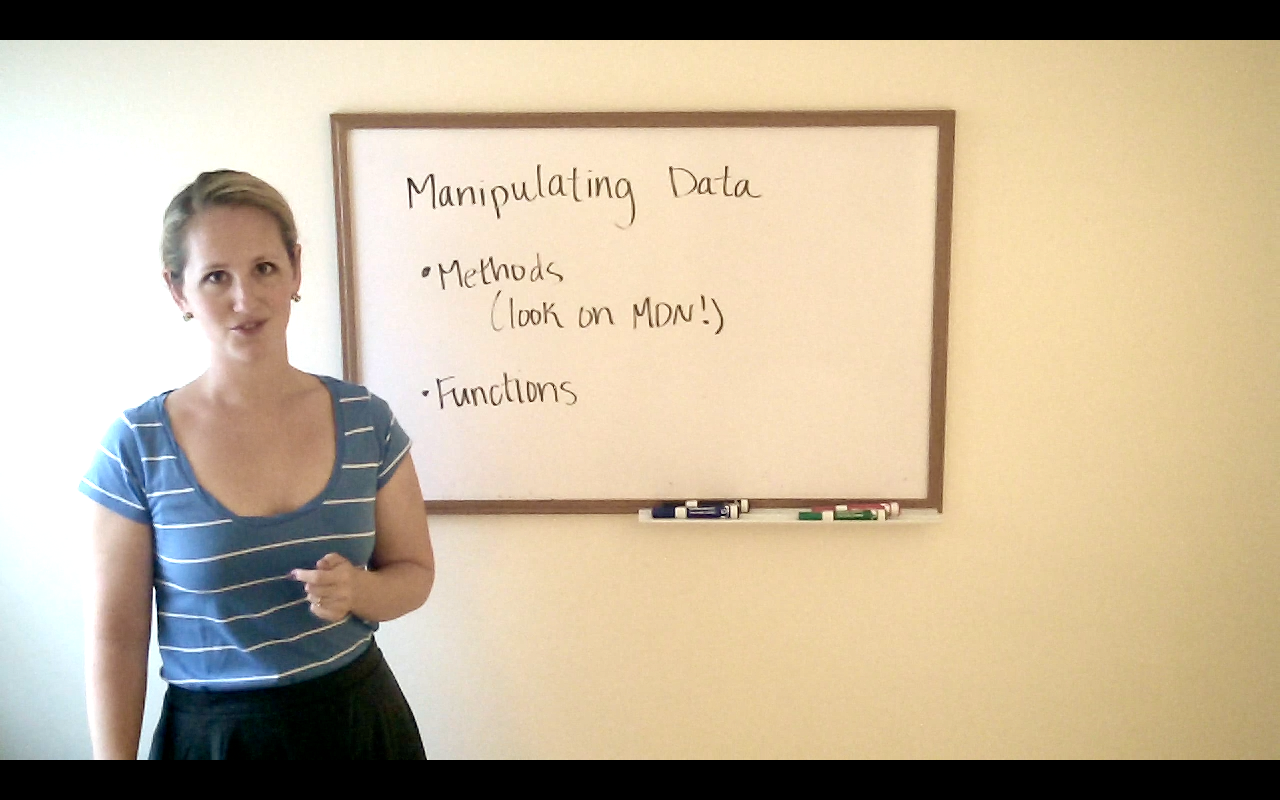 Manipulating Data
• Methods
(look on MDN!)
• Functions